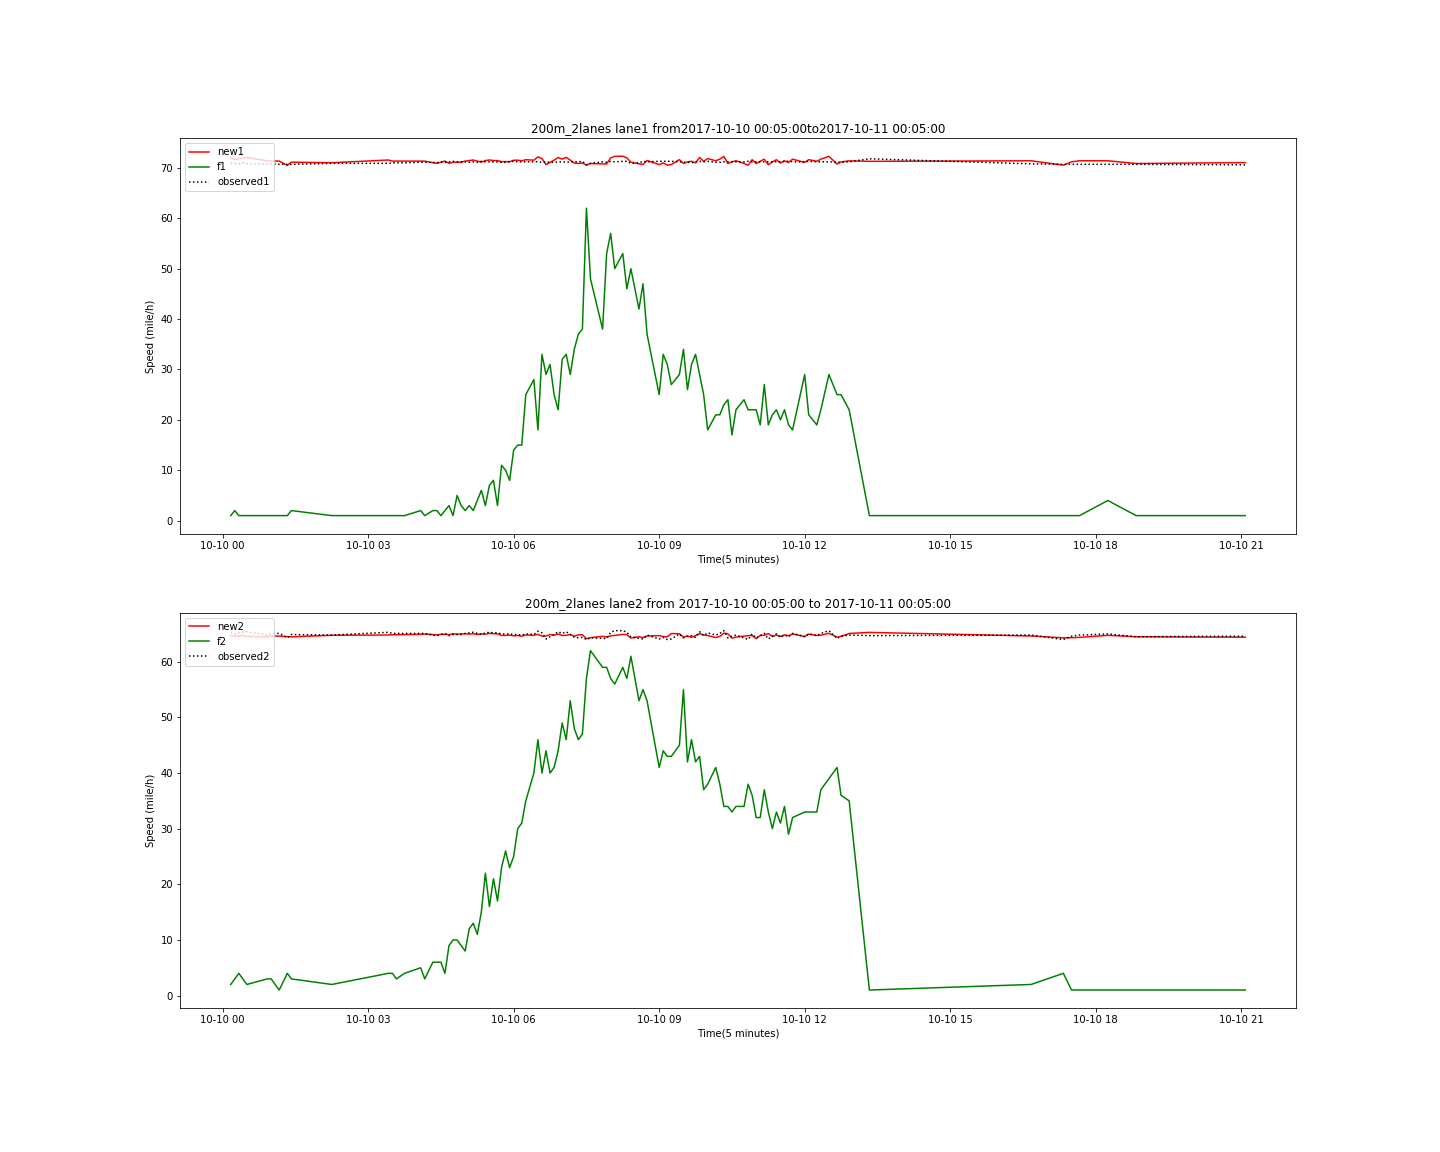 200m_2lanes lane1 from2017-10-10 00:05:00to2017-10-11 00:05:00
new1
f1
observed1
70
60
50
40
30
20
10
0
Speed (mile/h)
10-10 00 10-10 03 10-10 06 10-10 09 10-10 12 10-10 15 10-10 18 10-10 21
Time(5 minutes)
200m_2lanes lane2 from 2017-10-10 00:05:00 to 2017-10-11 00:05:00
new2
f2
observed2
60
50
40
30
20
10
0
Speed (mile/h)
10-10 00 10-10 03 10-10 06 10-10 09 10-10 12 10-10 15 10-10 18 10-10 21
Time(5 minutes)